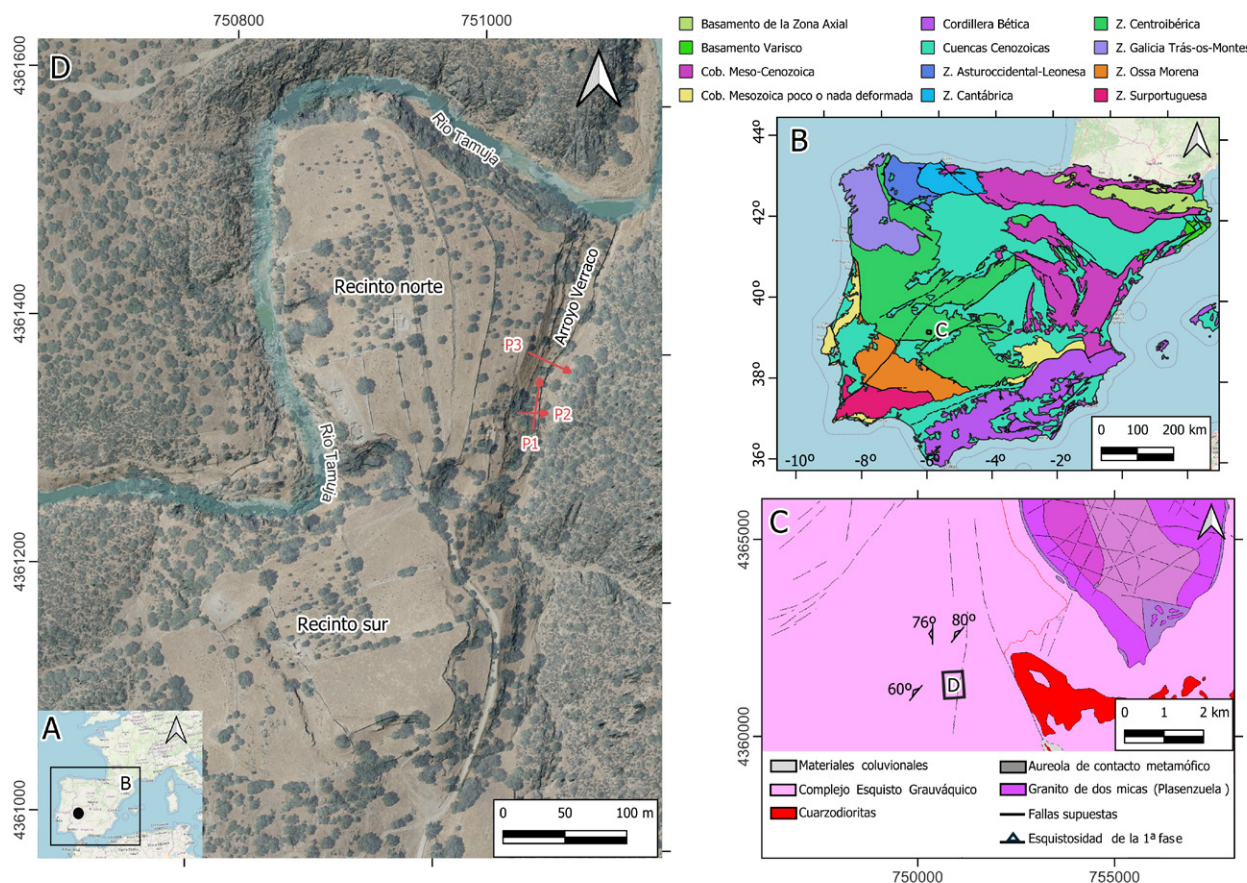 750800
751000
D
4361600
4361400
4361200
4361000
Río Tamuja
Recinto norte
Arroyo Verraco
P3
P2
P1
Río Tamuja
Recinto sur
A
B
0 50 100 m
Basamento de la Zona Axial
Basamento Varisco
Cob. Meso-Cenozoica
Cob. Mesozoica poco o nada deformada
Cordillera Bética
Cuencas Cenozoicas
Z. Asturoccidental-Leonesa
Z. Cantábrica
Z. Centroibérica
Z. Galicia Trás-os-Montes
Z. Ossa Morena
Z. Surportuguesa
B
44º
42º
40º
38º
36º
C
-10º -8º -6º -4º -2º
0 100 200 km
C
4365000
4360000
76º
80º
60º
D
0 1 2 km
Materiales coluvionales
Complejo Esquisto Grauváquico
Cuarzodioritas
Aureola de contacto metamófico
Granito de dos micas (Plasenzuela )
Fallas supuestas
Esquistosidad de la 1ª fase
750000
755000